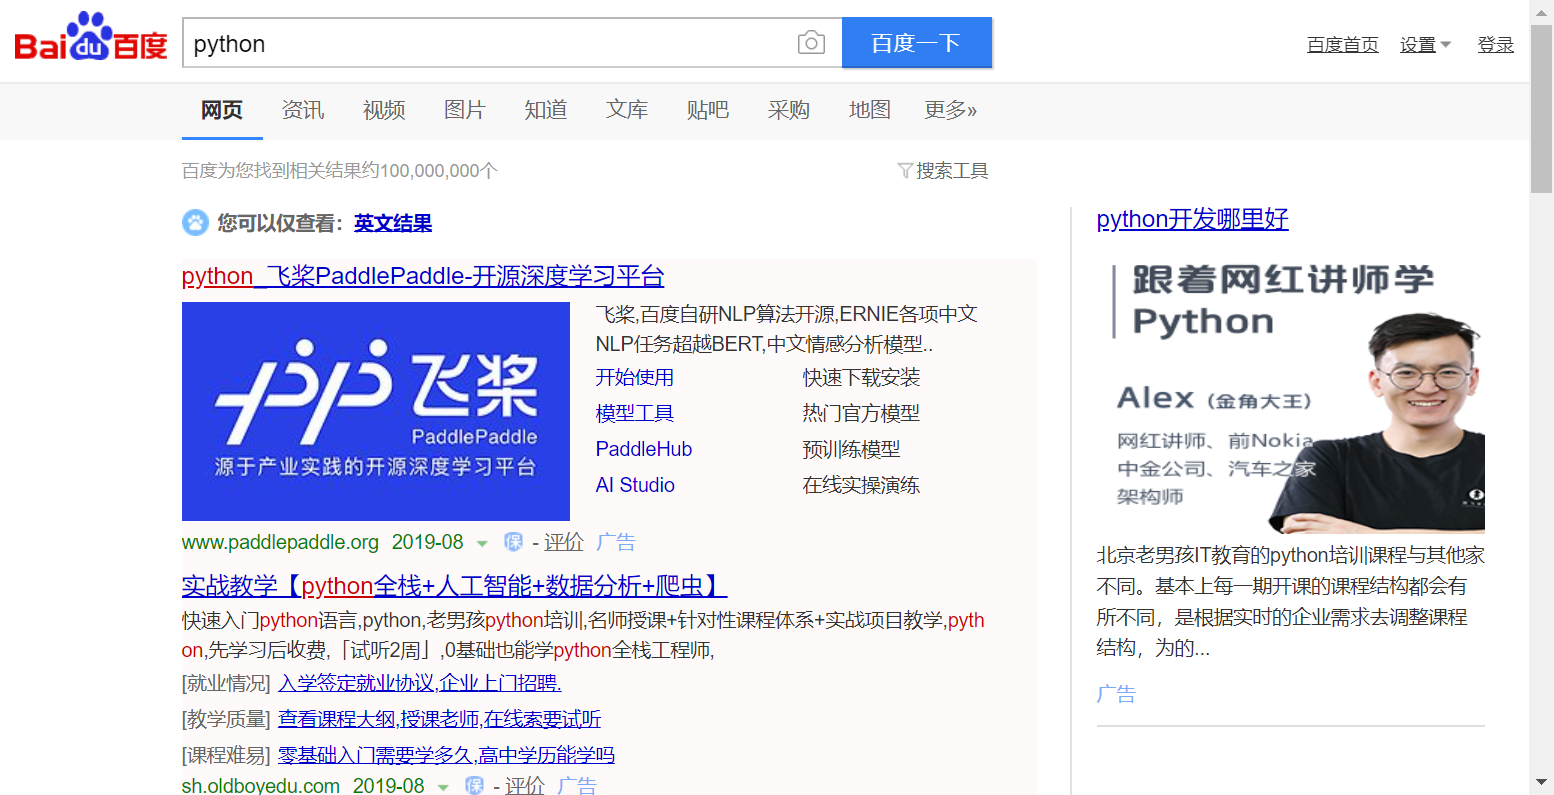 Bai du 百度
python
百度一下
百度首页 设置 登录
网页 资讯 视频 图片 知道 文库 贴吧 采购 地图 更多»
百度为您找到相关结果约100,000,000个
搜索工具
您可以仅查看：英文结果
python_飞桨PaddlePaddle-开源深度学习平台
飞桨
PaddlePaddle
源于产业实践的开源深度学习平台
飞桨,百度自研NLP算法开源,ERNIE各项中文
NLP任务超越BERT,中文情感分析模型..
开始使用 快速下载安装
模型工具 热门官方模型
PaddleHub 预训练模型
AI Studio 在线实操演练
www.paddlepaddle.org 2019-08 保 - 评价 广告
实战教学【python全栈+人工智能+数据分析+爬虫】
快速入门python语言,python,老男孩python培训,名师授课+针对性课程体系+实战项目教学,pyth
on,先学习后收费,「试听2周」,0基础也能学python全栈工程师,
[就业情况] 入学签定就业协议,企业上门招聘.
[教学质量] 查看课程大纲,授课老师,在线索要试听
[课程难易] 零基础入门需要学多久,高中学历能学吗
sh.oldboyedu.com 2019-08 保 - 评价 广告
python开发哪里好
跟着网红讲师学
Python
Alex（金角大王）
网红讲师、前Nokia、
中金公司、汽车之家
架构师
北京老男孩IT教育的python培训课程与其他家
不同。基本上每一期开课的课程结构都会有
所不同，是根据实时的企业需求去调整课程
结构，为的...
广告